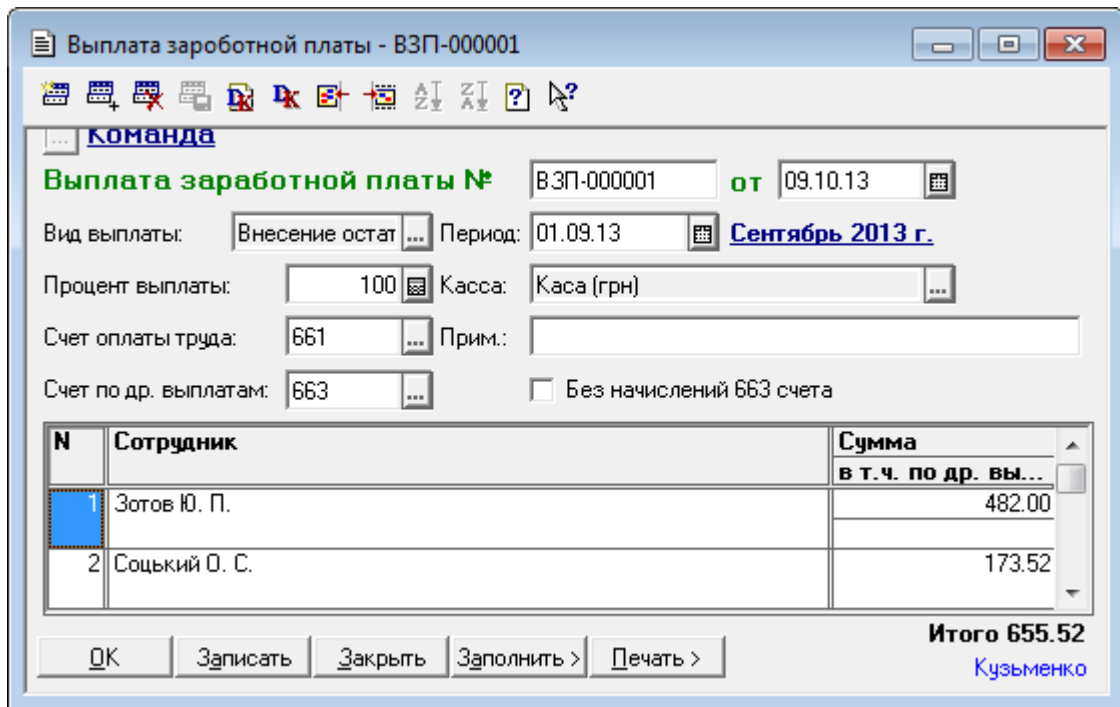 Выплата зароботной платы - ВЗП-000001
... Команда
Выплата заработной платы № ВЗП-000001 от 09.10.13
Вид выплаты: Внесение остат ... Период: 01.09.13 Сентябрь 2013 г.
Процент выплаты: 100 Касса: Каса (грн) ...
Счет оплаты труда: 661 ... Прим.:
Счет по др. выплатам: 663 ... Без начислений 663 счета
N Сотрудник Сумма
в т.ч. по др. вы...
1 Зотов Ю. П. 482.00
2 Соцький О. С. 173.52
Итого 655.52
OK Записать Закрыть Заполнить > Печать >
Кузьменко